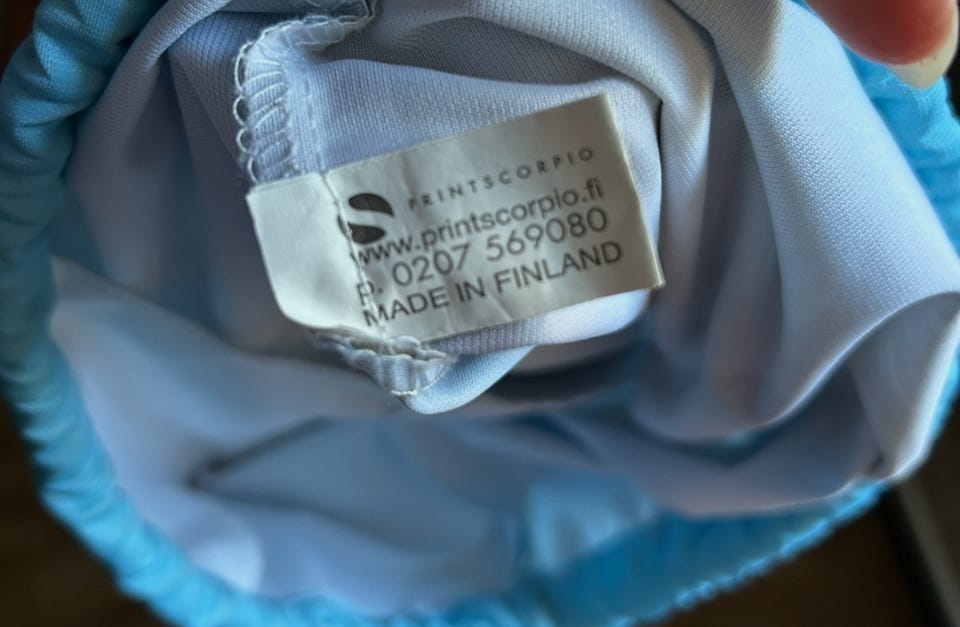 PRINTSCORPIO
www.printscorpio.fi
P. 0207 569080
MADE IN FINLAND